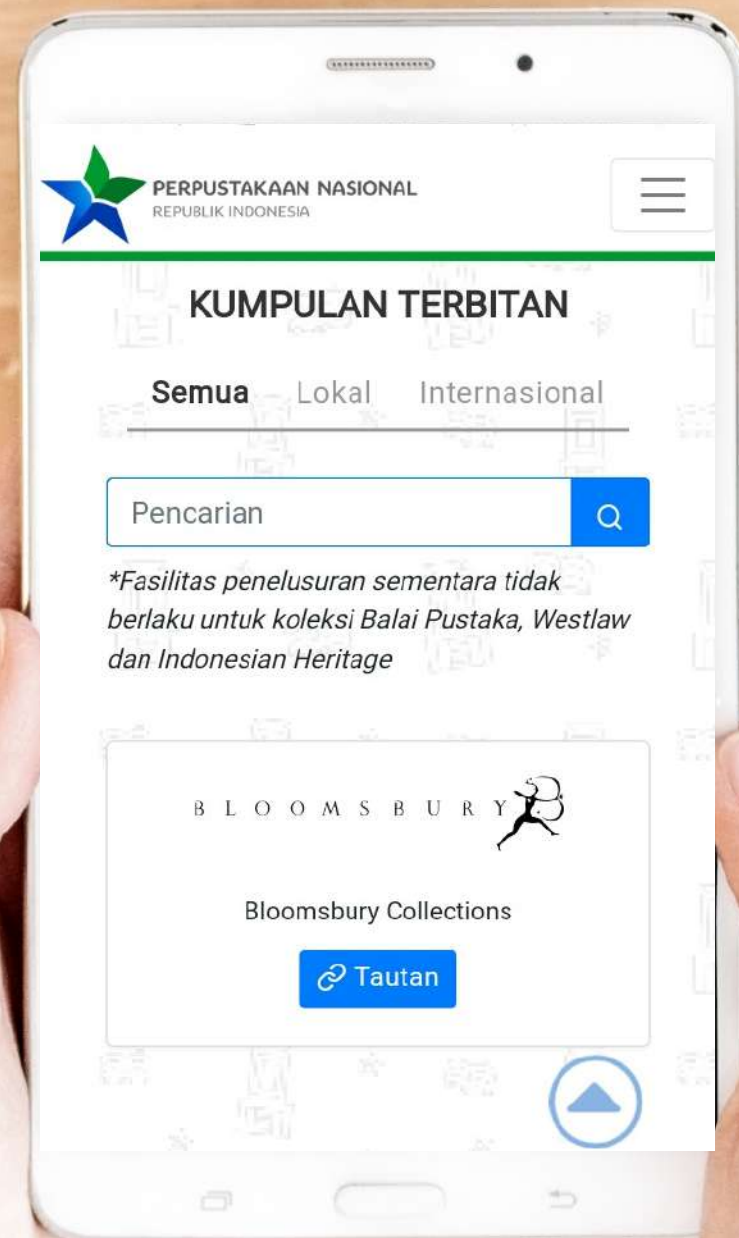 PERPUSTAKAAN NASIONAL
REPUBLIK INDONESIA
KUMPULAN TERBITAN
Semua Lokal Internasional
Pencarian
*Fasilitas penelusuran sementara tidak
berlaku untuk koleksi Balai Pustaka, Westlaw
dan Indonesian Heritage
BLOOMSBURY
Bloomsbury Collections
Tautan